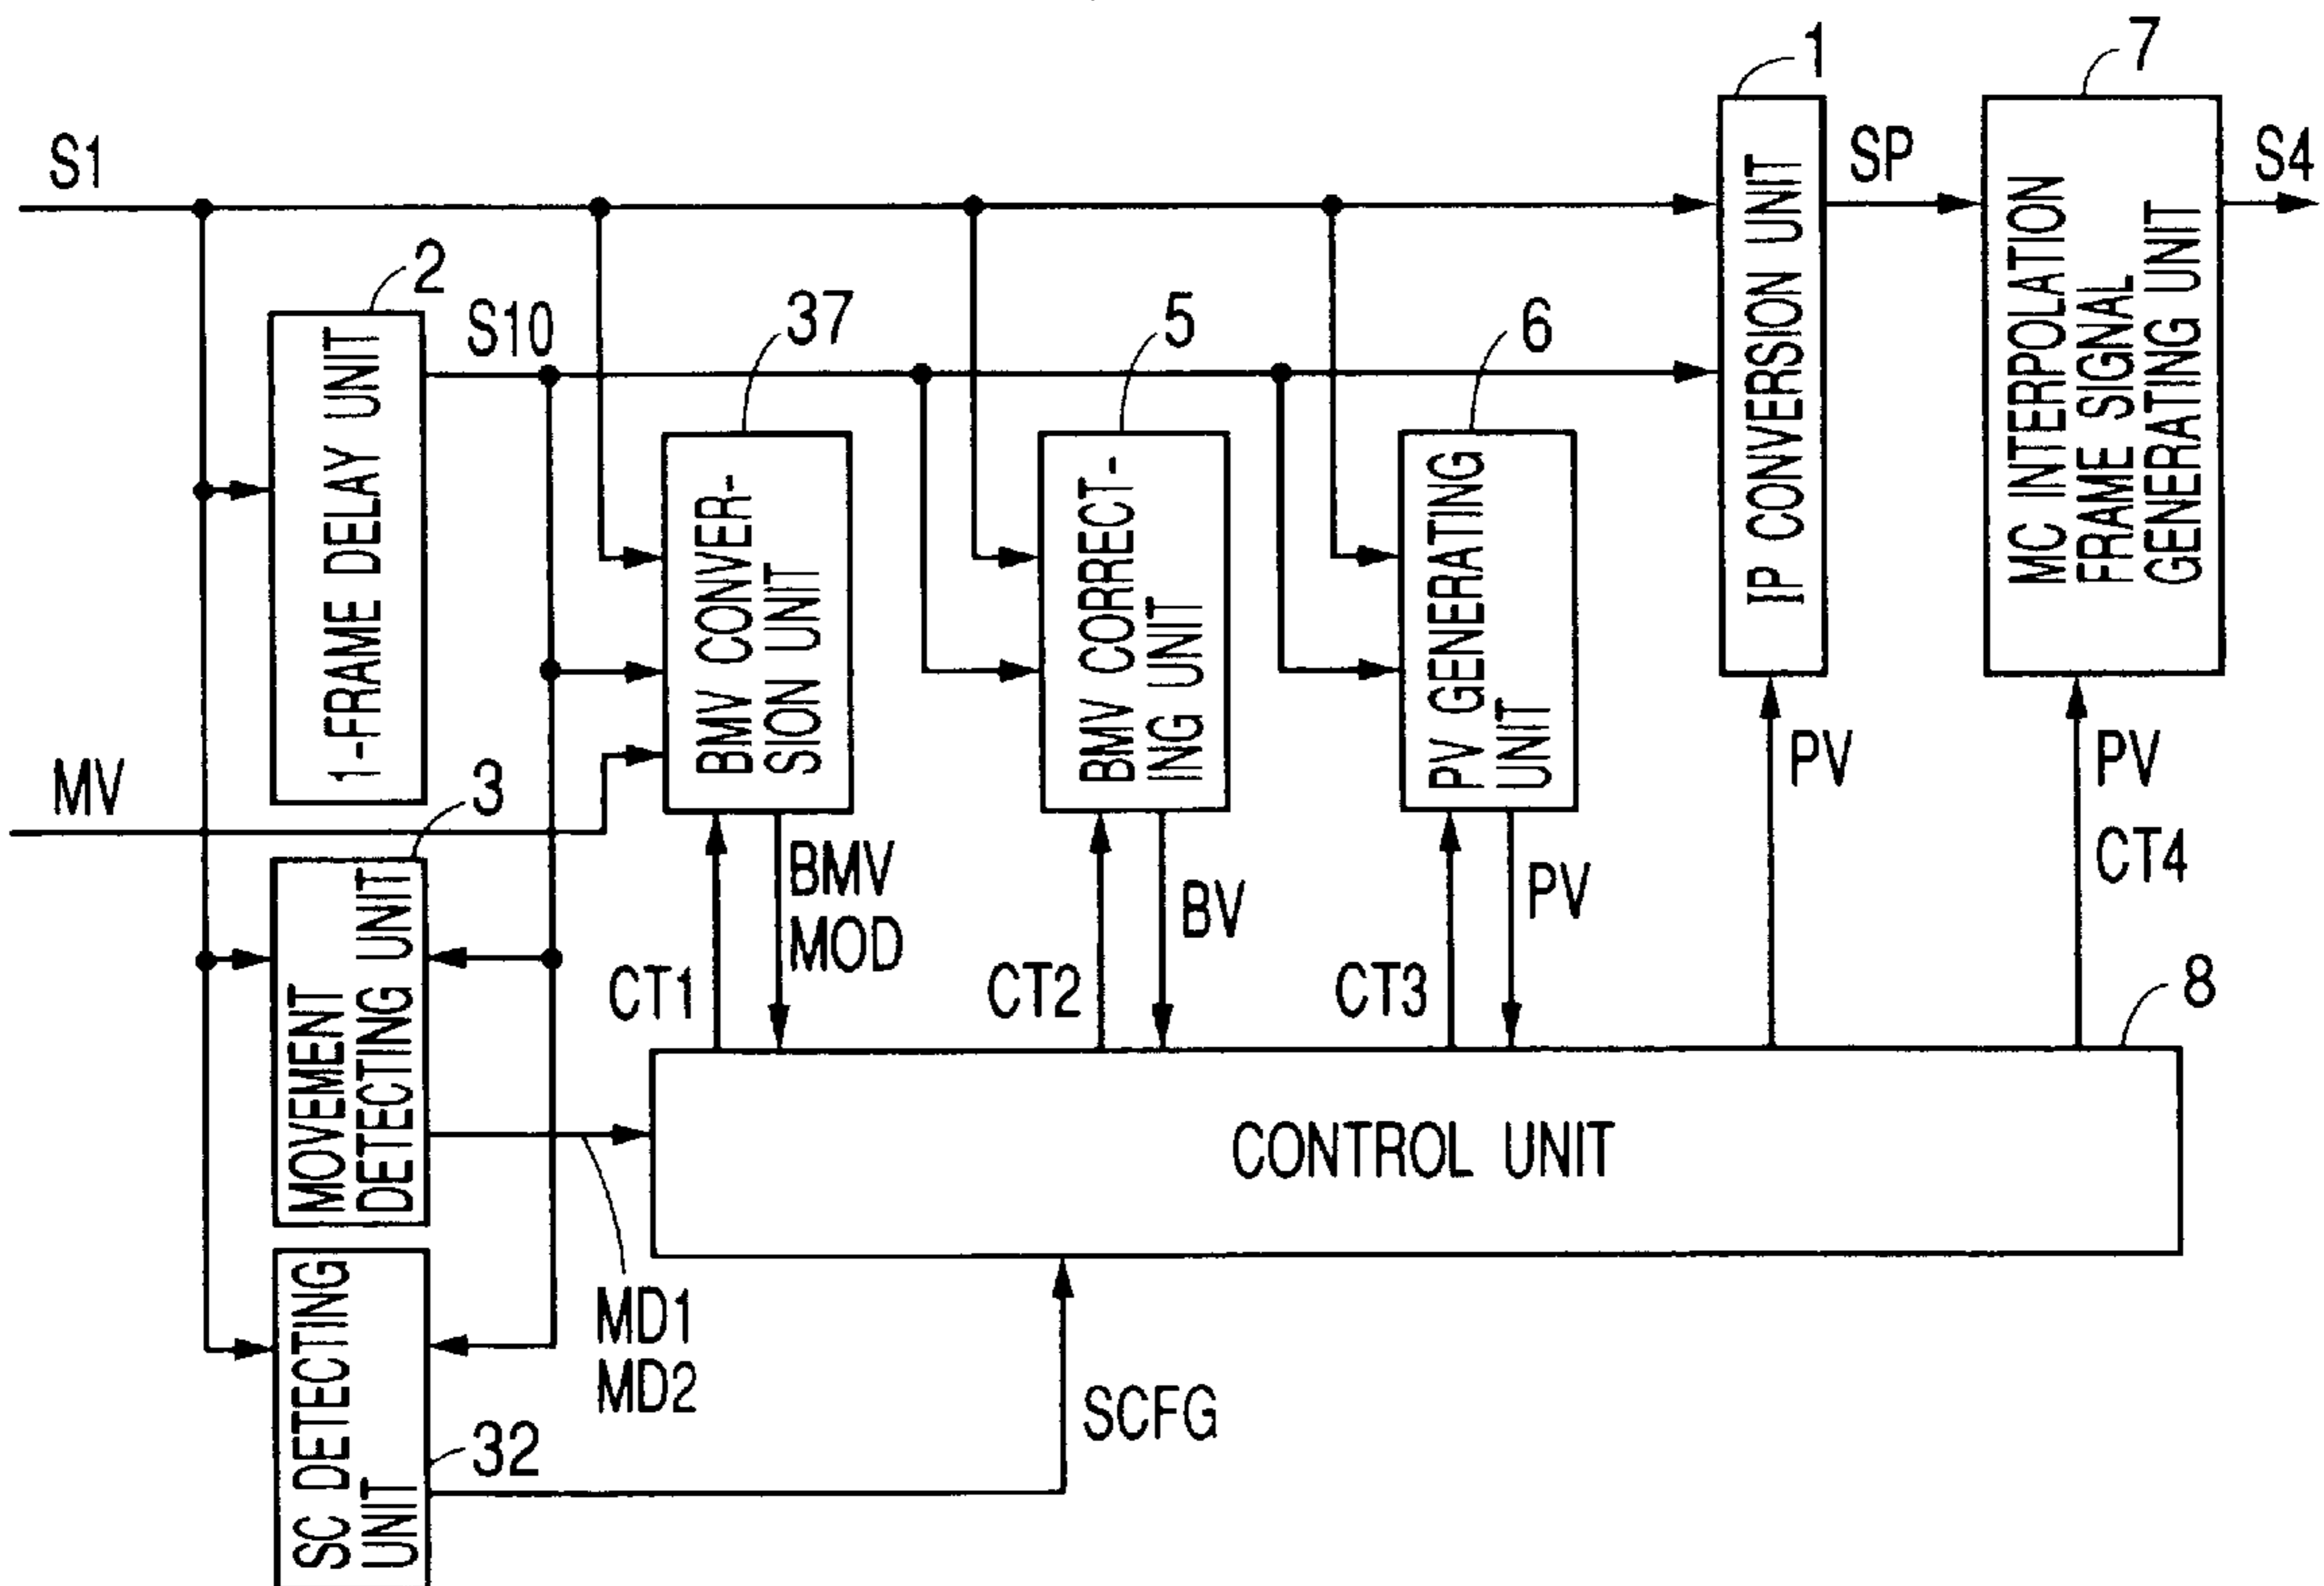 1
7
S1
SP
S4
IP CONVERSION UNIT
MC INTERPOLATION
FRAME SIGNAL
GENERATING UNIT
2
S10
37
5
6
1-FRAME DELAY UNIT
BMV CONVER-
SION UNIT
BMV CORRECT-
ING UNIT
PV GENERATING
UNIT
MV
3
PV
PV
CT4
BMV
MOD
BV
PV
MOVEMENT
DETECTING UNIT
CT1
CT2
CT3
8
CONTROL UNIT
MD1
MD2
SC DETECTING
UNIT
32
SCFG